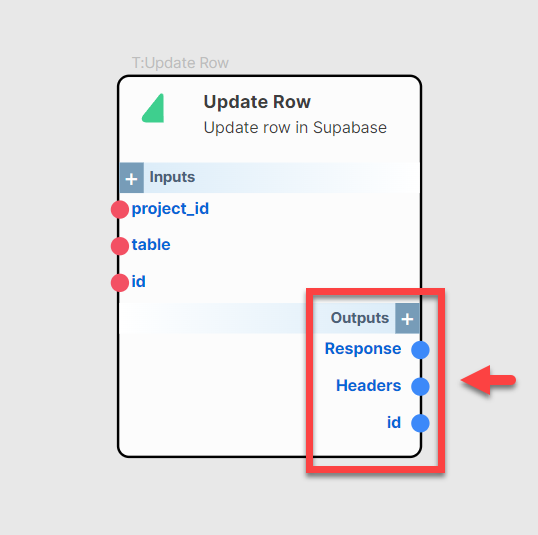 T:Update Row
Update Row
Update row in Supabase
+ Inputs
project_id
table
id
Outputs +
Response
Headers
id